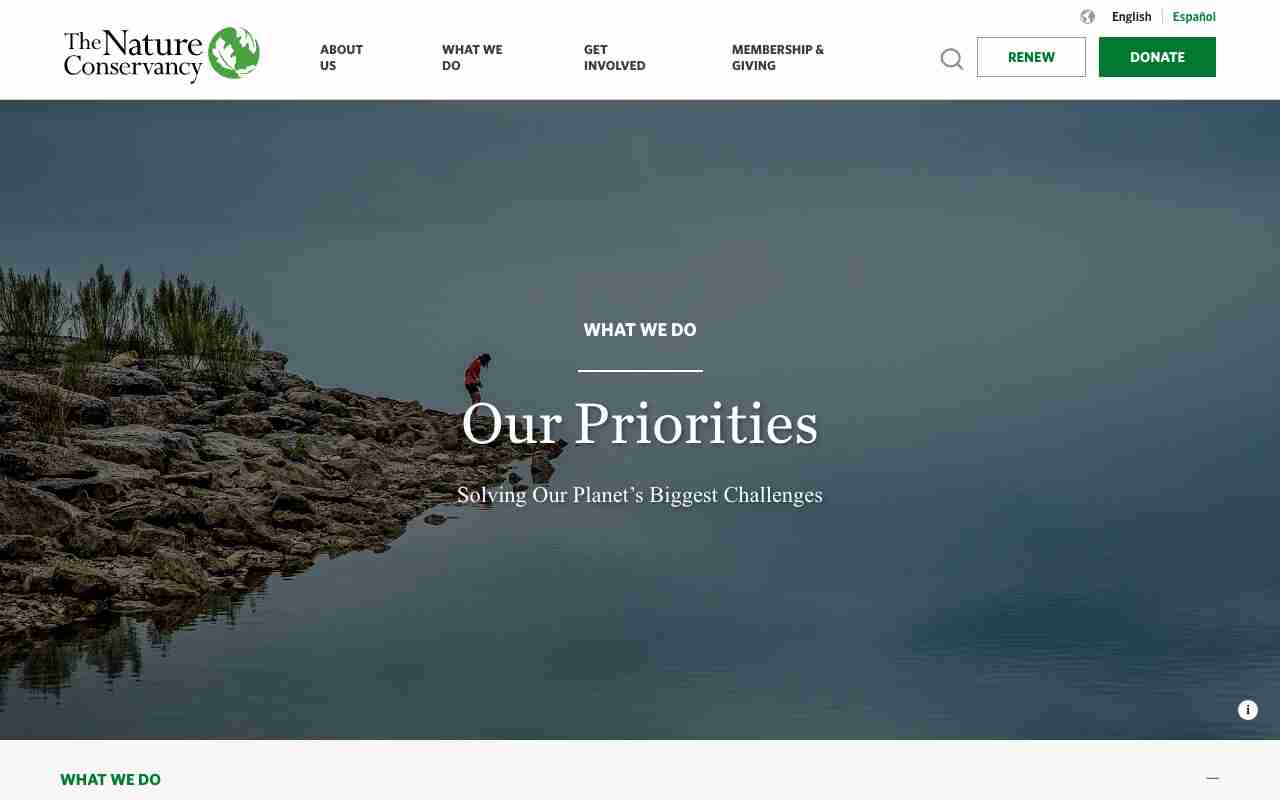 English
Español
The Nature
Conservancy
ABOUT
US
WHAT WE
DO
GET
INVOLVED
MEMBERSHIP &
GIVING
RENEW
DONATE
WHAT WE DO
Our Priorities
Solving Our Planet’s Biggest Challenges
i
WHAT WE DO